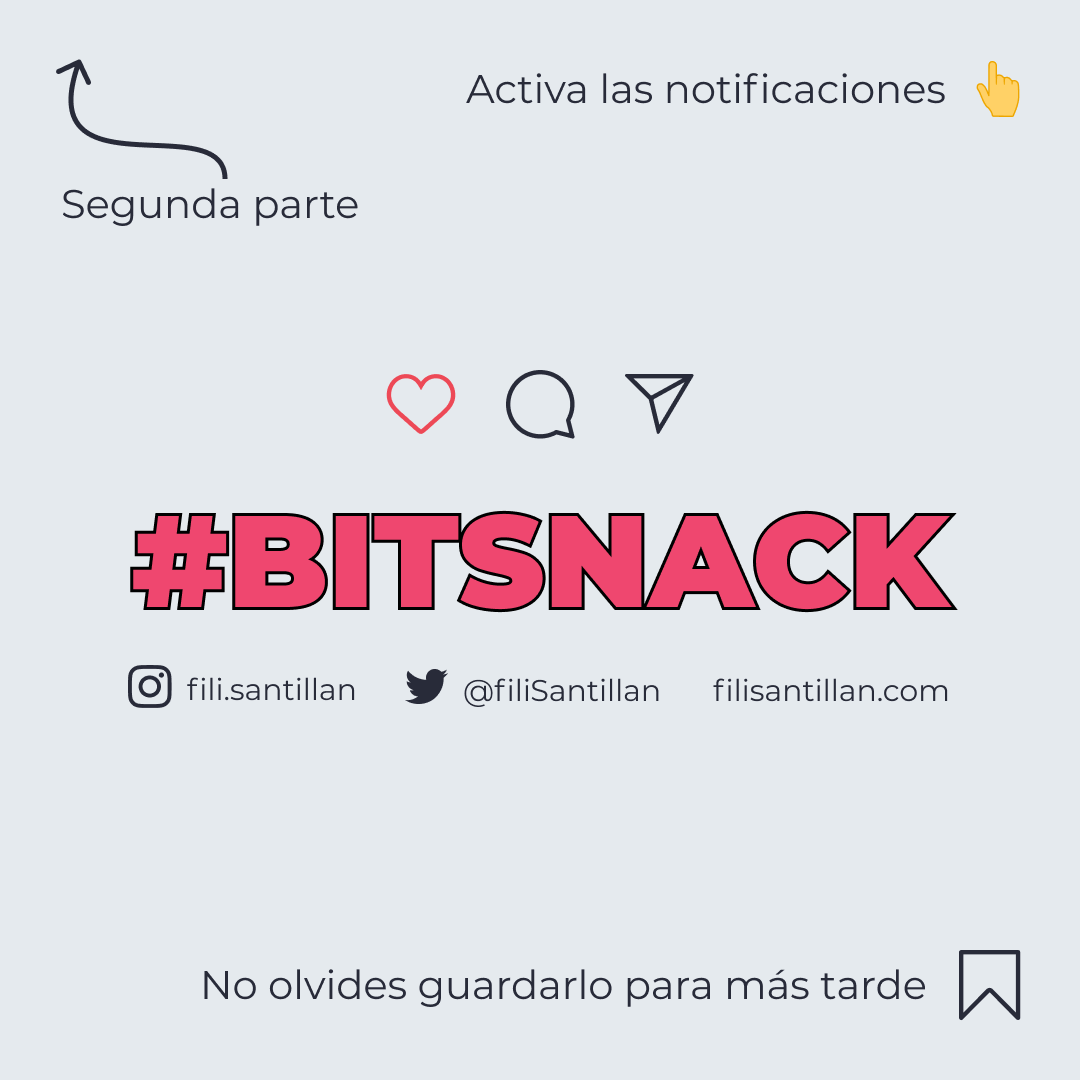 Activa las notificaciones
Segunda parte
#BITSNACK
fili.santillan
@filiSantillan
filisantillan.com
No olvides guardarlo para más tarde